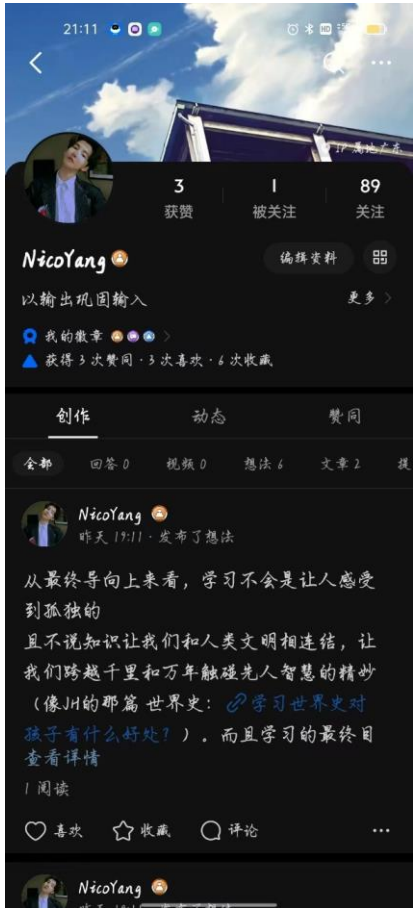 21:11
IP 属地广东
3
1
89
获赞
被关注
关注
NicoYang
编辑资料
以输出巩固输入
更多
我的徽章
获得 3 次赞同 · 3 次喜欢 · 6 次收藏
创作
动态
赞同
全部
回答 0
视频 0
想法 6
文章 2
提
NicoYang
昨天 19:11 · 发布了想法
从最终导向上来看，学习不会是让人感受
到孤独的
且不说知识让我们和人类文明相连结，让
我们跨越千里和万年触碰先人智慧的精妙
（像JH的那篇 世界史： 学习世界史对
孩子有什么好处？ ）。而且学习的最终目
查看详情
1 阅读
喜欢
收藏
评论
NicoYang